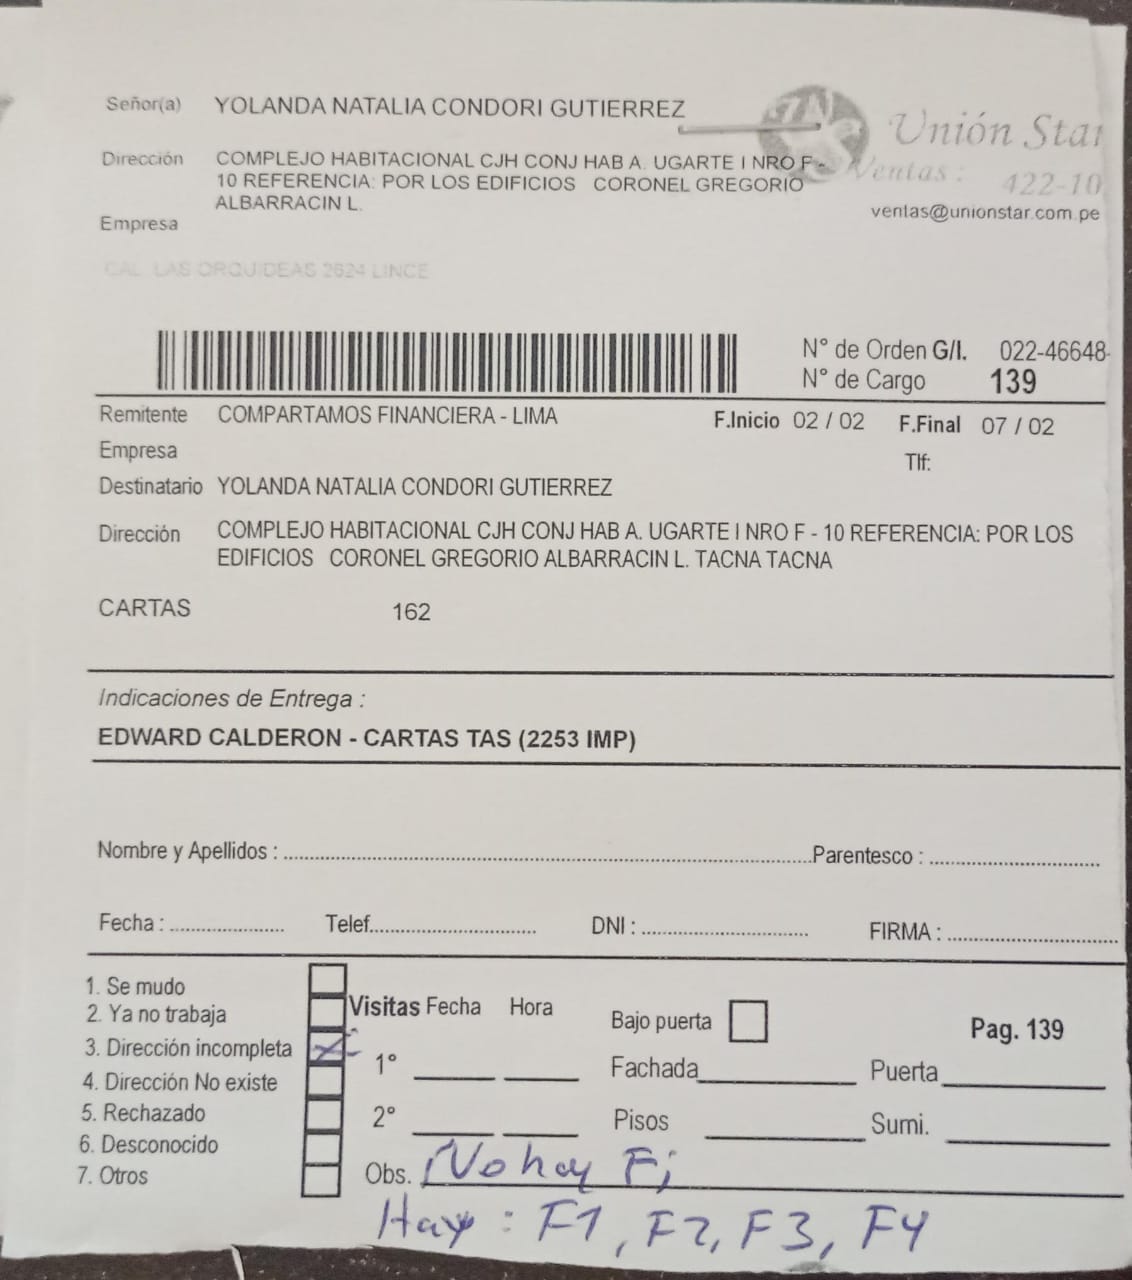 Señor(a) YOLANDA NATALIA CONDORI GUTIERREZ
Unión Star
Dirección COMPLEJO HABITACIONAL CJH CONJ HAB A. UGARTE I NRO F -
10 REFERENCIA: POR LOS EDIFICIOS CORONEL GREGORIO
ALBARRACIN L.
Ventas: 422-10
ventas@unionstar.com.pe
Empresa
CAL. LAS ORQUIDEAS 2624 LINCE
N° de Orden G/I. 022-46648-
N° de Cargo 139
Remitente COMPARTAMOS FINANCIERA - LIMA F.Inicio 02 / 02 F.Final 07 / 02
Empresa Tlf:
Destinatario YOLANDA NATALIA CONDORI GUTIERREZ
Dirección COMPLEJO HABITACIONAL CJH CONJ HAB A. UGARTE I NRO F - 10 REFERENCIA: POR LOS
EDIFICIOS CORONEL GREGORIO ALBARRACIN L. TACNA TACNA
CARTAS 162
Indicaciones de Entrega :
EDWARD CALDERON - CARTAS TAS (2253 IMP)
Nombre y Apellidos : Parentesco :
Fecha : Telef. DNI : FIRMA :
1. Se mudo
2. Ya no trabaja
3. Dirección incompleta
4. Dirección No existe
5. Rechazado
6. Desconocido
7. Otros
Visitas Fecha Hora
1°
2°
Bajo puerta
Pag. 139
Fachada Puerta
Pisos Sumi.
Obs. No hay F;
Hay : F1, F2, F3, F4